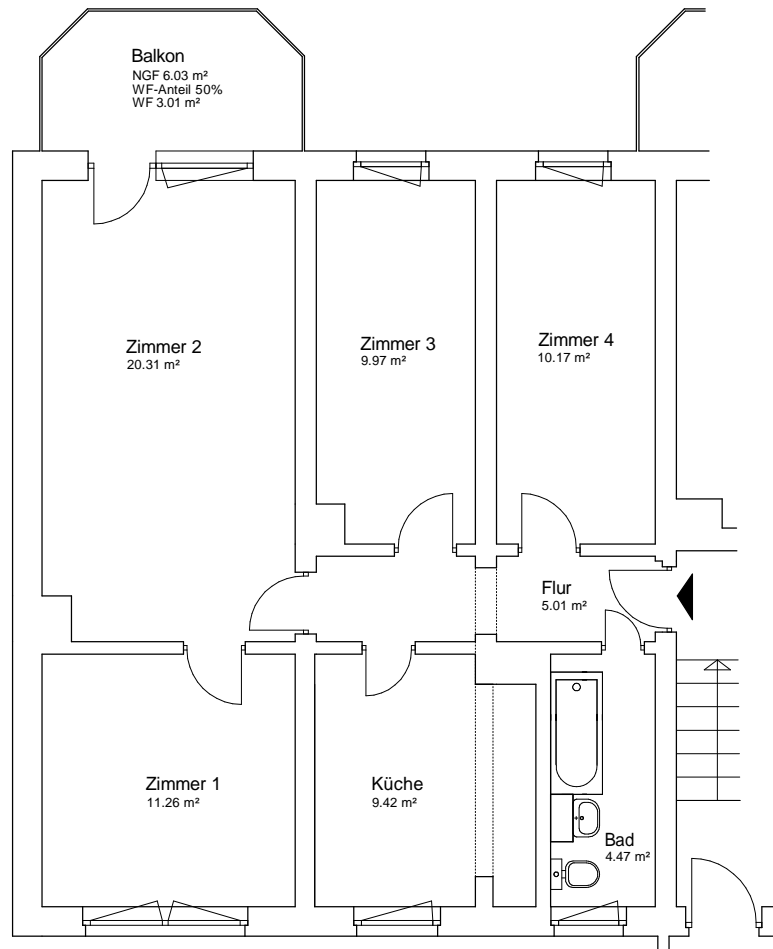 Balkon
NGF 6.03 m²
WF-Anteil 50%
WF 3.01 m²
Zimmer 2
20.31 m²
Zimmer 3
9.97 m²
Zimmer 4
10.17 m²
Flur
5.01 m²
Zimmer 1
11.26 m²
Küche
9.42 m²
Bad
4.47 m²